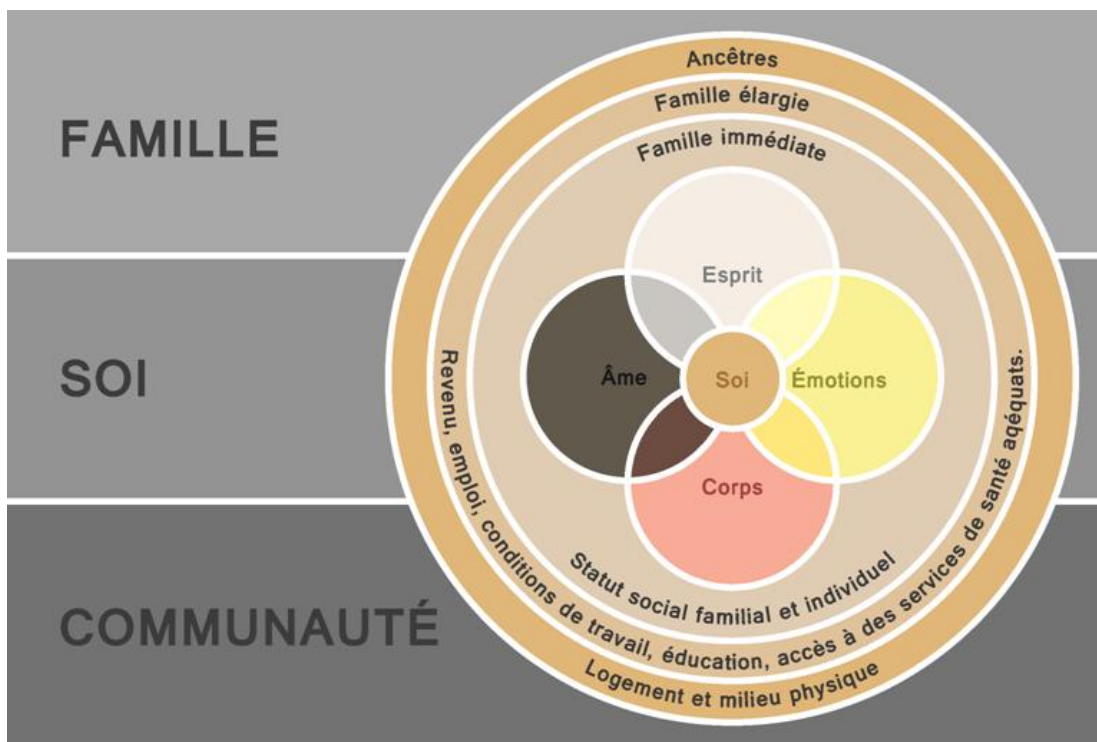 Ancêtres
Famille élargie
Famille immédiate
FAMILLE
Esprit
SOI
Âme
Soi
Émotions
Corps
COMMUNAUTÉ
Statut social familial et individuel
Revenu, emploi, conditions de travail, éducation, accès à des services de santé aqéquats.
Logement et milieu physique